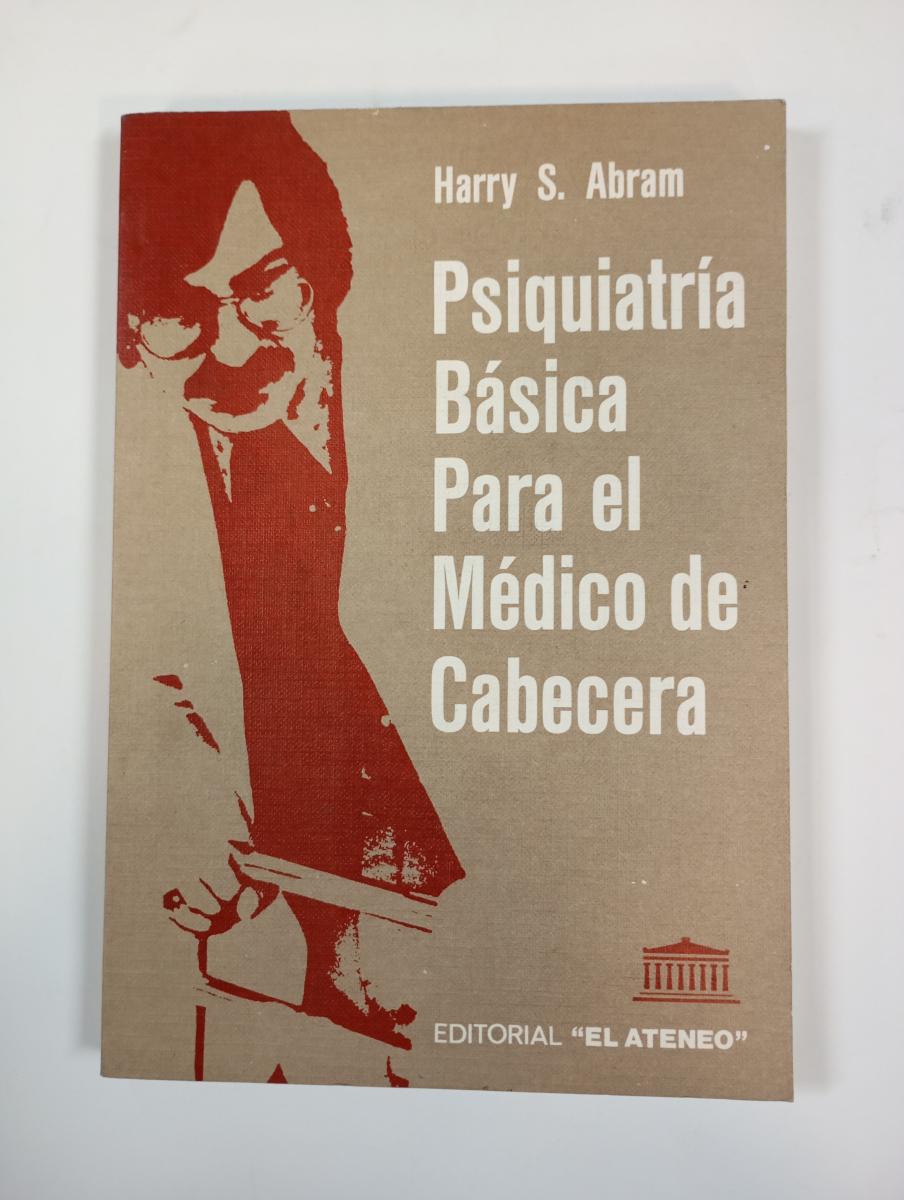 Harry S. Abram
Psiquiatría
Básica
Para el
Médico de
Cabecera
EDITORIAL “EL ATENEO”